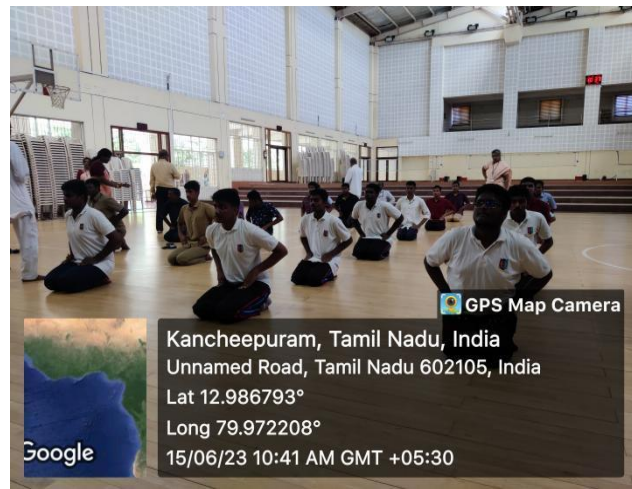 GPS Map Camera
Kancheepuram, Tamil Nadu, India
Unnamed Road, Tamil Nadu 602105, India
Lat 12.986793°
Long 79.972208°
15/06/23 10:41 AM GMT +05:30
Google